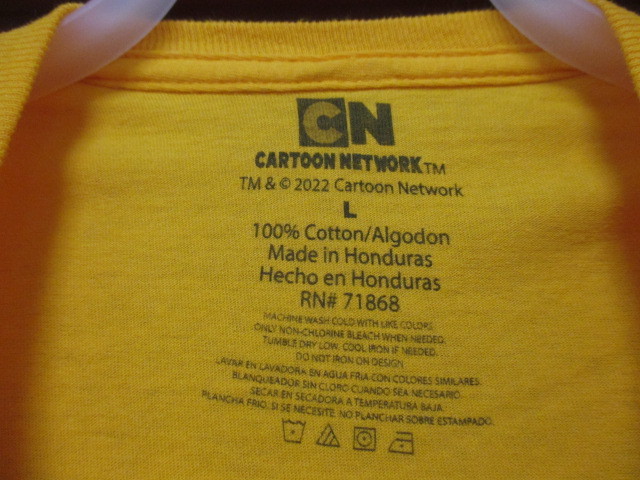 CN
CARTOON NETWORK™
TM & © 2022 Cartoon Network
L
100% Cotton/Algodon
Made in Honduras
Hecho en Honduras
RN# 71868
MACHINE WASH COLD WITH LIKE COLORS.
ONLY NON-CHLORINE BLEACH WHEN NEEDED.
TUMBLE DRY LOW. COOL IRON IF NEEDED.
DO NOT IRON ON DESIGN
LAVAR EN LAVADORA EN AGUA FRIA CON COLORES SIMILARES.
BLANQUEADOR SIN CLORO CUANDO SEA NECESARIO.
SECAR EN SECADORA A TEMPERATURA BAJA.
PLANCHA FRIO, SI SE NECESITE. NO PLANCHAR SOBRE ESTAMPADO.